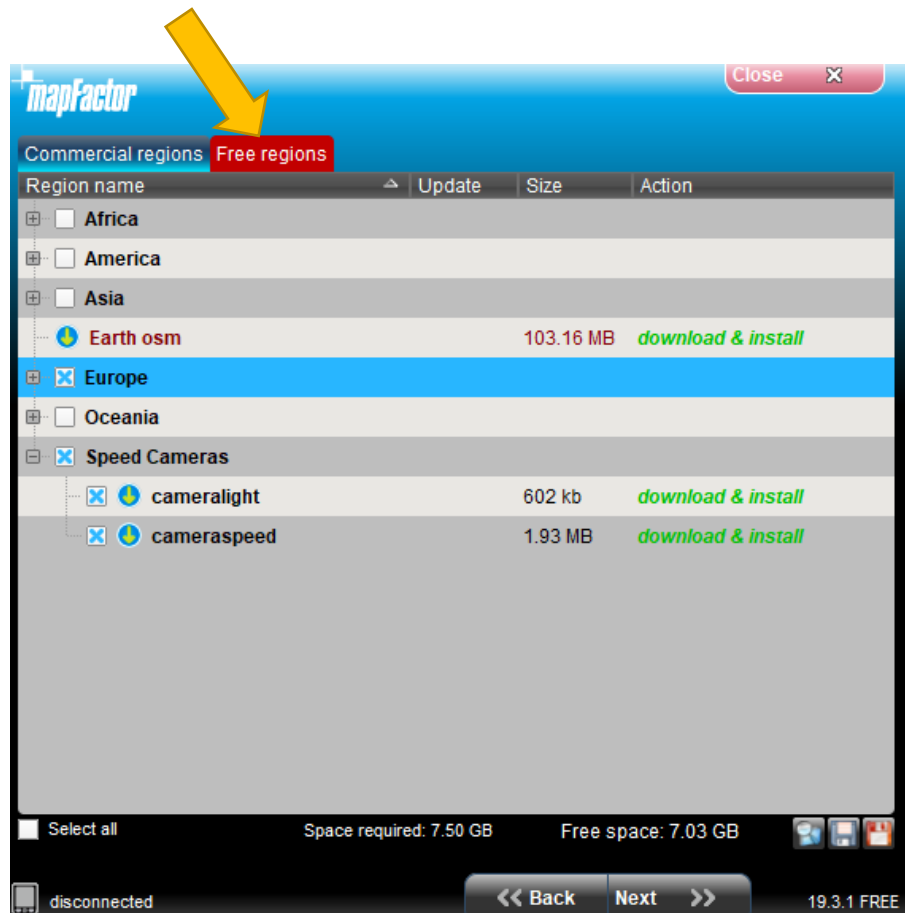 mapFactor
Close
Commercial regions Free regions
Region name Update Size Action
Africa
America
Asia
Earth osm 103.16 MB download & install
Europe
Oceania
Speed Cameras
cameralight 602 kb download & install
cameraspeed 1.93 MB download & install
Select all Space required: 7.50 GB Free space: 7.03 GB
disconnected Back Next 19.3.1 FREE